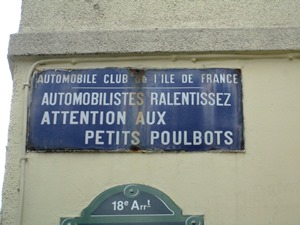 AUTOMOBILE CLUB de L'ILE DE FRANCE
AUTOMOBILISTES RALENTISSEZ
ATTENTION AUX
PETITS POULBOTS
18e Arrt